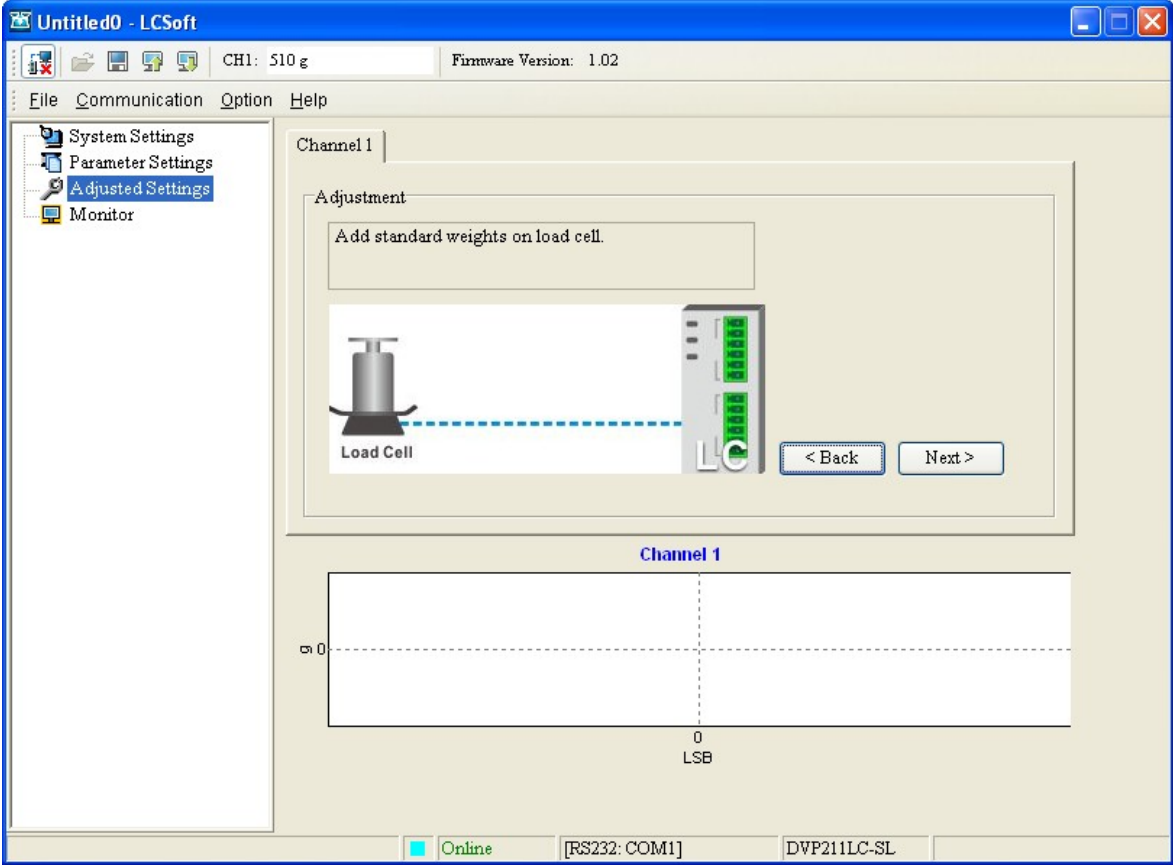 Untitled0 - LCSoft
CH1: 510 g Firmware Version: 1.02
File Communication Option Help
System Settings
Parameter Settings
Adjusted Settings
Monitor
Channel 1
Adjustment
Add standard weights on load cell.
Load Cell
LC
< Back Next >
Channel 1
g 0
0
LSB
Online [RS232: COM1] DVP211LC-SL